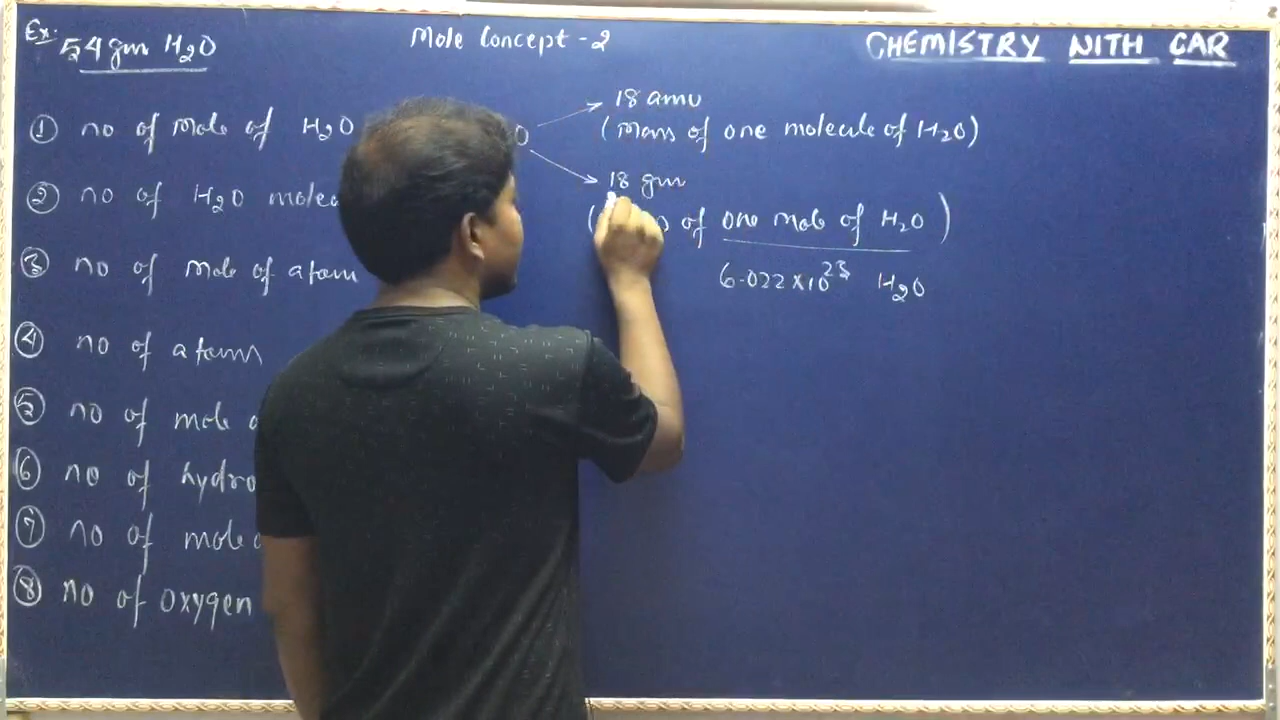 Ex:
54 gm H₂O
Mole Concept - 2
CHEMISTRY NITH CAR
① no of Mole of H₂O
② no of H₂O
③ no of Mole of atom
④ no of atoms
⑤ no of mole
⑥ no of hydro
⑦ no of mole
⑧ no of oxygen
18 amu
(Mass of one molecule of H₂O)
18 gm
( of one mole of H₂O )
6.022×10²³ H₂O